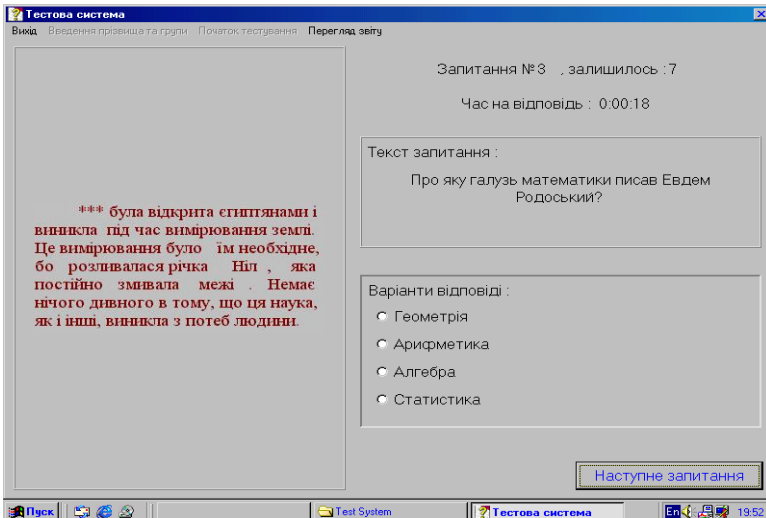 Тестова система
Вихід Введення прізвища та групи Початок тестування Перегляд звіту
*** була відкрита єгиптянами і
виникла під час вимірювання землі.
Це вимірювання було їм необхідне,
бо розливалася річка Ніл , яка
постійно змивала межі . Немає
нічого дивного в тому, що ця наука,
як і інші, виникла з потеб людини.
Запитання №3 , залишилось :7
Час на відповідь : 0:00:18
Текст запитання :
Про яку галузь математики писав Евдем
Родоський?
Варіанти відповіді :
Геометрія
Арифметика
Алгебра
Статистика
Наступне запитання
Пуск Test System Тестова система En 19:52